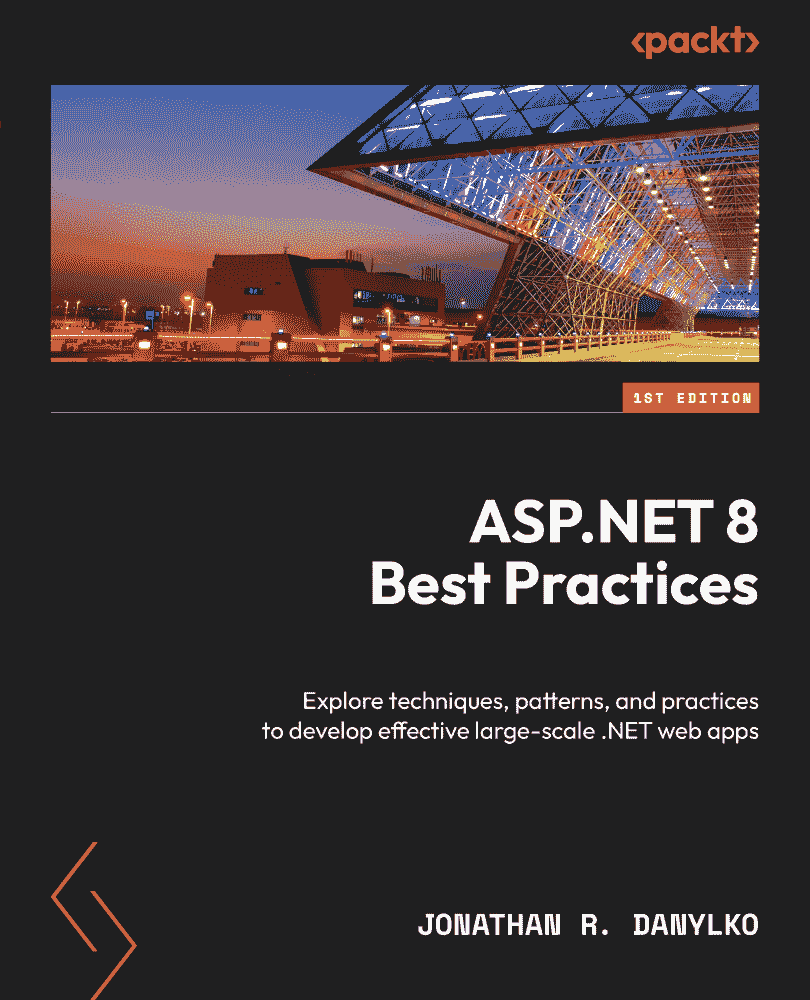 <packt>
1ST EDITION
ASP.NET 8
Best Practices
Explore techniques, patterns, and practices
to develop effective large-scale .NET web apps
JONATHAN R. DANYLKO